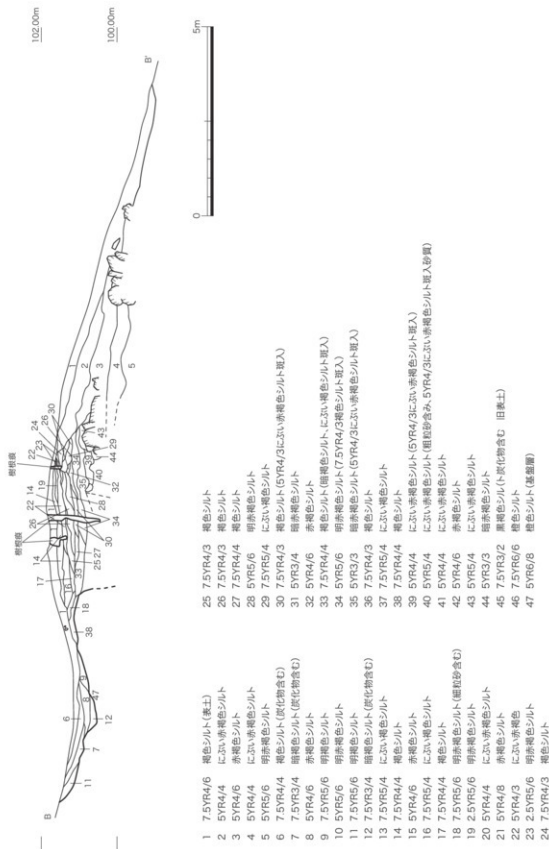 102.00m
100.00m
B
B'
樹根痕
樹根痕
0
5m
1 7.5YR4/6 褐色シルト(表土)
2 5YR4/4 にぶい赤褐色シルト
3 5YR4/6 赤褐色シルト
4 5YR4/4 にぶい赤褐色シルト
5 5YR5/6 明赤褐色シルト
6 7.5YR4/4 褐色シルト(炭化物含む)
7 7.5YR3/4 暗褐色シルト(炭化物含む)
8 5YR4/6 赤褐色シルト
9 7.5YR5/6 明褐色シルト
10 5YR5/6 明赤褐色シルト
11 7.5YR5/6 明褐色シルト
12 7.5YR3/4 暗褐色シルト(炭化物含む)
13 7.5YR5/4 にぶい褐色シルト
14 7.5YR4/4 褐色シルト
15 5YR4/6 赤褐色シルト
16 7.5YR5/4 にぶい褐色シルト
17 7.5YR4/4 褐色シルト
18 7.5YR5/6 明褐色シルト(細粒砂含む)
19 2.5YR5/6 明赤褐色シルト
20 5YR4/4 にぶい赤褐色シルト
21 5YR4/8 赤褐色シルト
22 5YR4/3 にぶい赤褐色
23 2.5YR5/6 明赤褐色シルト
24 7.5YR4/3 褐色シルト
25 7.5YR4/3 褐色シルト
26 7.5YR4/3 褐色シルト
27 7.5YR4/4 褐色シルト
28 5YR5/6 明赤褐色シルト
29 7.5YR5/4 にぶい褐色シルト
30 7.5YR4/3 褐色シルト(5YR4/3にぶい赤褐色シルト斑入)
31 5YR3/4 暗赤褐色シルト
32 5YR4/6 赤褐色シルト
33 7.5YR4/4 褐色シルト(暗褐色シルト、にぶい褐色シルト斑入)
34 5YR5/6 明赤褐色シルト(7.5YR4/3褐色シルト斑入)
35 5YR3/3 暗赤褐色シルト(5YR4/3にぶい赤褐色シルト斑入)
36 7.5YR4/3 褐色シルト
37 7.5YR5/4 にぶい褐色シルト
38 7.5YR4/4 褐色シルト
39 5YR4/4 にぶい赤褐色シルト(5YR4/3にぶい赤褐色シルト斑入)
40 5YR5/4 にぶい赤褐色シルト(粗粒砂含み、5YR4/3にぶい赤褐色シルト斑入砂質)
41 5YR4/4 にぶい赤褐色シルト
42 5YR4/6 赤褐色シルト
43 5YR5/4 にぶい赤褐色シルト
44 5YR3/3 暗赤褐色シルト
45 7.5YR3/2 黒褐色シル(ト炭化物含む 旧表土)
46 7.5YR6/6 橙色シルト
47 5YR6/8 橙色シルト(基盤層)